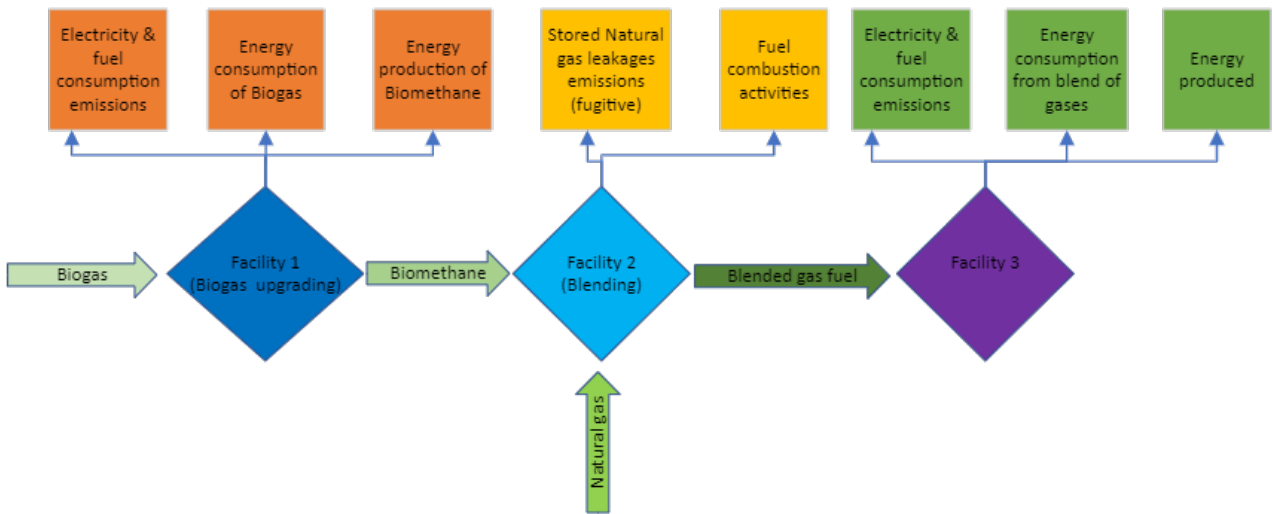 Electricity &
fuel
consumption
emissions
Energy
consumption
of Biogas
Energy
production of
Biomethane
Stored Natural
gas leakages
emissions
(fugitive)
Fuel
combustion
activities
Electricity &
fuel
consumption
emissions
Energy
consumption
from blend of
gases
Energy
produced
Biogas
Facility 1
(Biogas upgrading)
Biomethane
Facility 2
(Blending)
Blended gas fuel
Facility 3
Natural gas